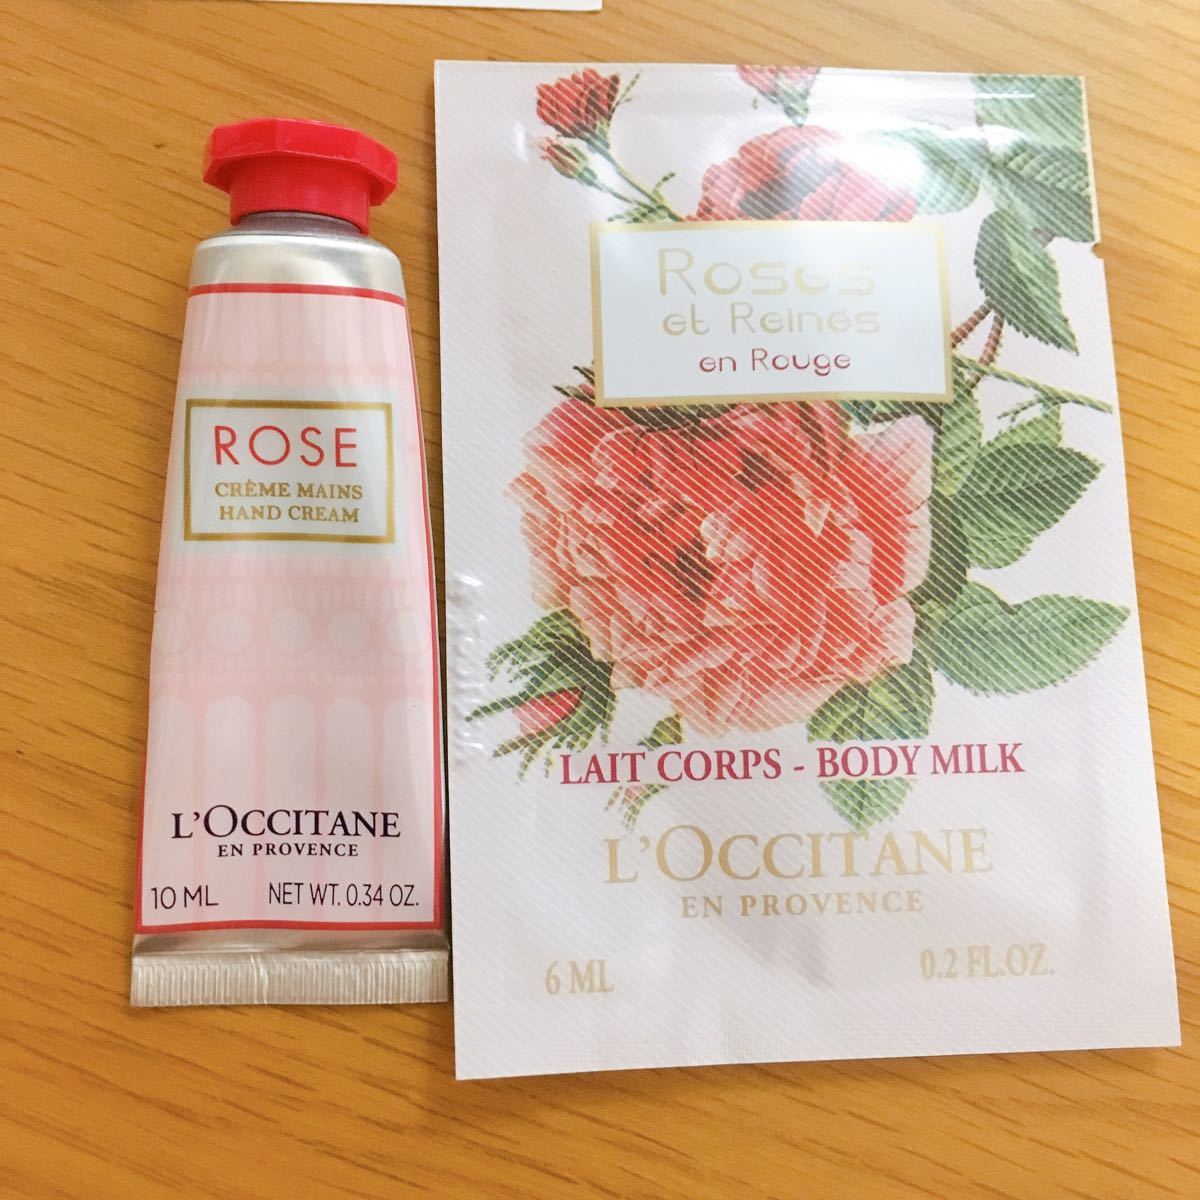 ROSE
CRÈME MAINS
HAND CREAM
L'OCCITANE
EN PROVENCE
10 ML NET WT. 0.34 OZ.
Roses
et Reines
en Rouge
LAIT CORPS - BODY MILK
L'OCCITANE
EN PROVENCE
6 ML 0.2 FL.OZ.